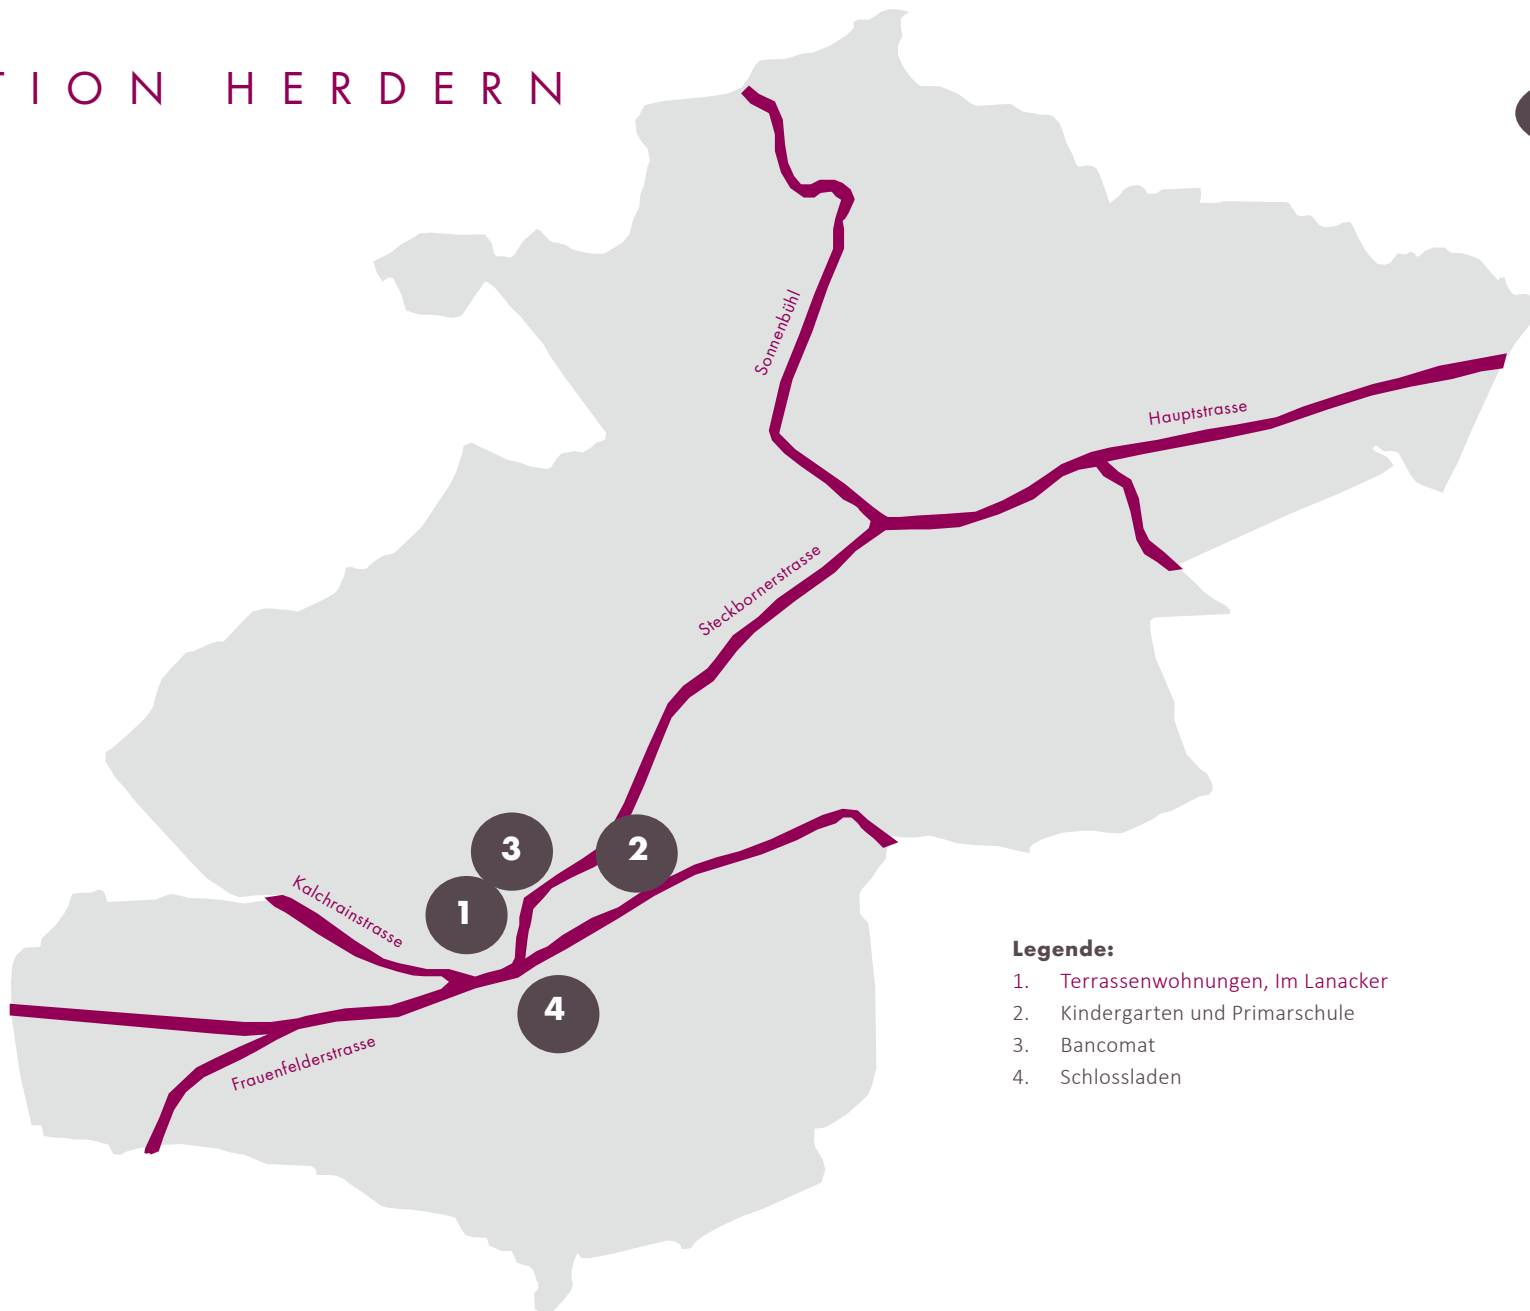 TION HERDERN
Sonnenbühl
Hauptstrasse
Steckbornerstrasse
3
2
Kalchrainstrasse
1
4
Frauenfelderstrasse
Legende:
1. Terrassenwohnungen, Im Lanacker
2. Kindergarten und Primarschule
3. Bancomat
4. Schlossladen